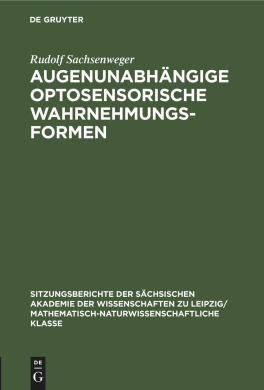 DE GRUYTER
Rudolf Sachsenweger
AUGENUNABHÄNGIGE
OPTOSENSORISCHE
WAHRNEHMUNGS-
FORMEN
SITZUNGSBERICHTE DER SÄCHSISCHEN
AKADEMIE DER WISSENSCHAFTEN ZU LEIPZIG/
MATHEMATISCH-NATURWISSENSCHAFTLICHE
KLASSE
DE
G